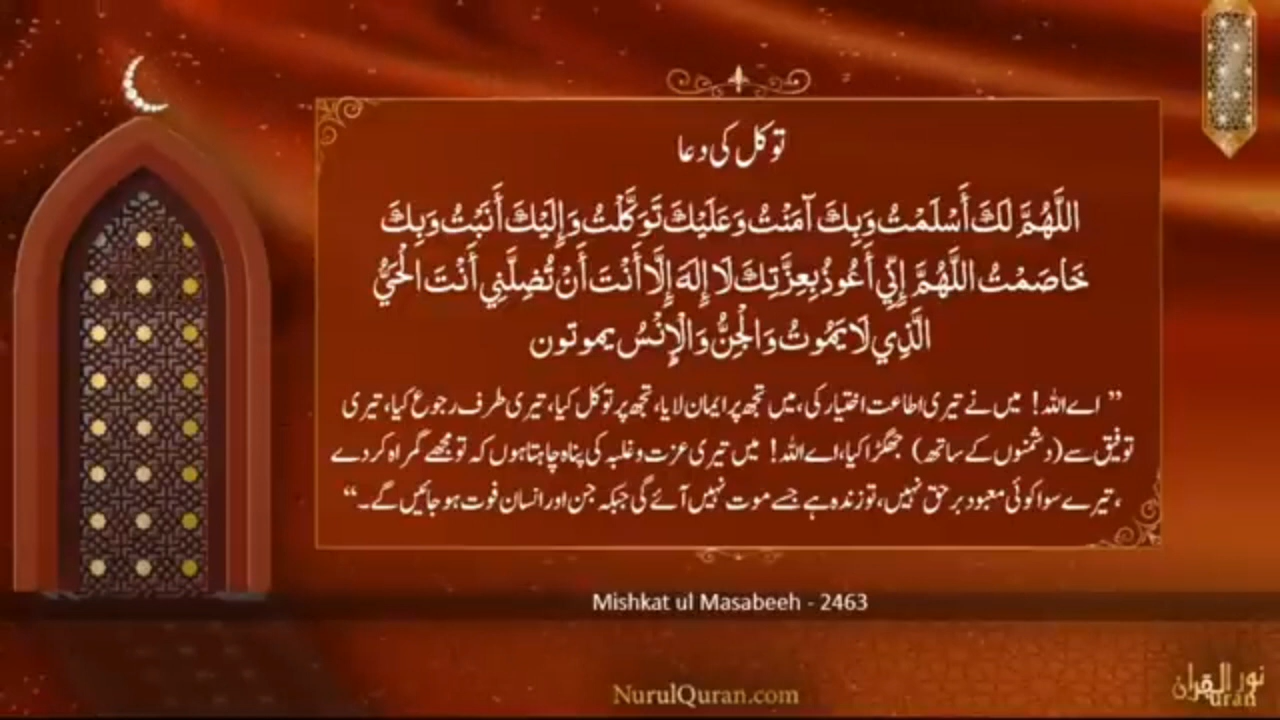 توکل کی دعا
اللَّهُمَّ لَكَ أَسْلَمْتُ وَبِكَ آمَنْتُ وَعَلَيْكَ تَوَكَّلْتُ وَإِلَيْكَ أَنَبْتُ وَبِكَ
خَاصَمْتُ اللَّهُمَّ إِنِّي أَعُوذُ بِعِزَّتِكَ لَا إِلَهَ إِلَّا أَنْتَ أَنْ تُضِلَّنِي أَنْتَ الْحَيُّ
الَّذِي لَا يَمُوتُ وَالْجِنُّ وَالْإِنْسُ يموتون
” اے اللہ! میں نے تیری اطاعت اختیار کی، میں تجھ پر ایمان لایا، تجھ پر توکل کیا، تیری طرف رجوع کیا، تیری
توفیق سے (دشمنوں کے ساتھ) جھگڑا کیا، اے اللہ! میں تیری عزت و غلبہ کی پناہ چاہتا ہوں کہ تو مجھے گمراہ کر دے
، تیرے سوا کوئی معبود برحق نہیں، تو زندہ ہے جسے موت نہیں آئے گی جبکہ جن اور انسان فوت ہو جائیں گے۔“
Mishkat ul Masabeeh - 2463
NurulQuran.com
نور القرآن
uran